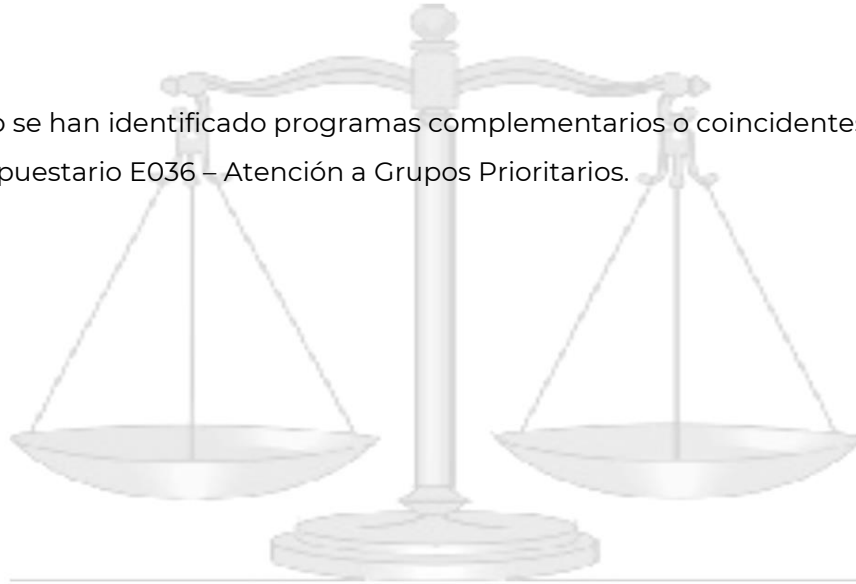 o se han identificado programas complementarios o coincidentes
puestario E036 – Atención a Grupos Prioritarios.